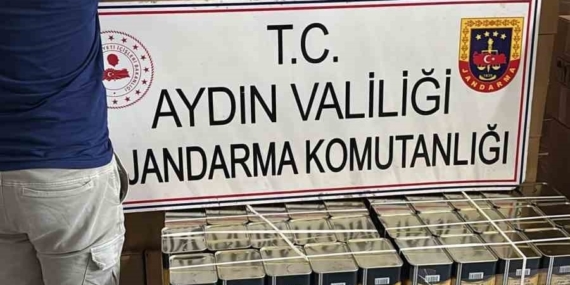 T.C.
AYDIN VALİLİĞİ
JANDARMA KOMUTANLIĞI
JANDARMA